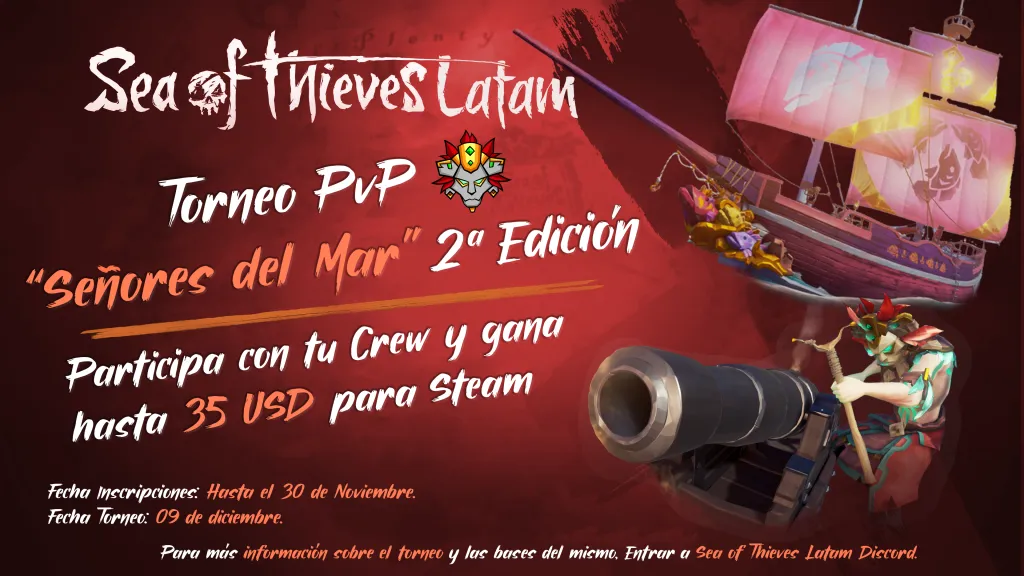 Sea of Thieves Latam
Torneo PvP
"Señores del Mar" 2ª Edición
Participa con tu Crew y gana
hasta 35 USD para Steam
Fecha Inscripciones: Hasta el 30 de Noviembre.
Fecha Torneo: 09 de diciembre.
Para más información sobre el torneo y las bases del mismo. Entrar a Sea of Thieves Latam Discord.